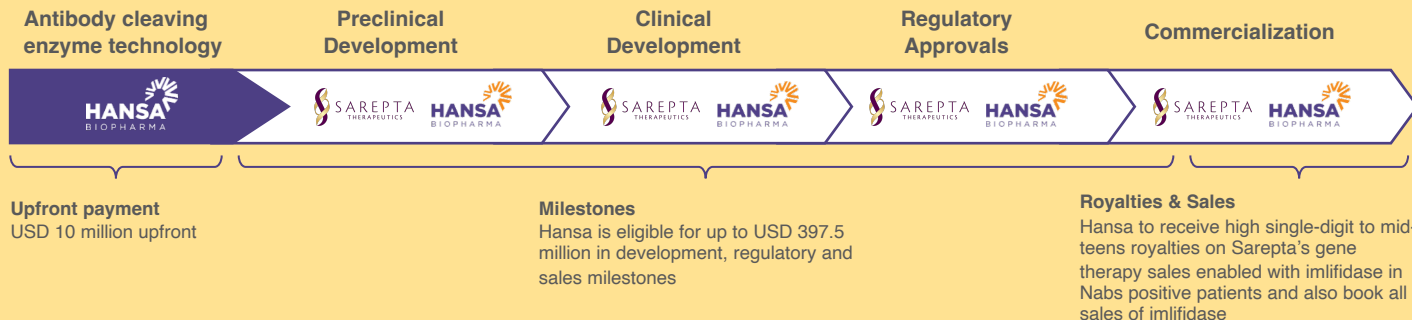 Antibody cleaving
enzyme technology
Preclinical
Development
Clinical
Development
Regulatory
Approvals
Commercialization
HANSA
BIOPHARMA
SAREPTA
THERAPEUTICS
HANSA
BIOPHARMA
SAREPTA
THERAPEUTICS
HANSA
BIOPHARMA
SAREPTA
THERAPEUTICS
HANSA
BIOPHARMA
SAREPTA
THERAPEUTICS
HANSA
BIOPHARMA
Upfront payment
USD 10 million upfront
Milestones
Hansa is eligible for up to USD 397.5
million in development, regulatory and
sales milestones
Royalties & Sales
Hansa to receive high single-digit to mid-
teens royalties on Sarepta's gene
therapy sales enabled with imlifidase in
Nabs positive patients and also book all
sales of imlifidase